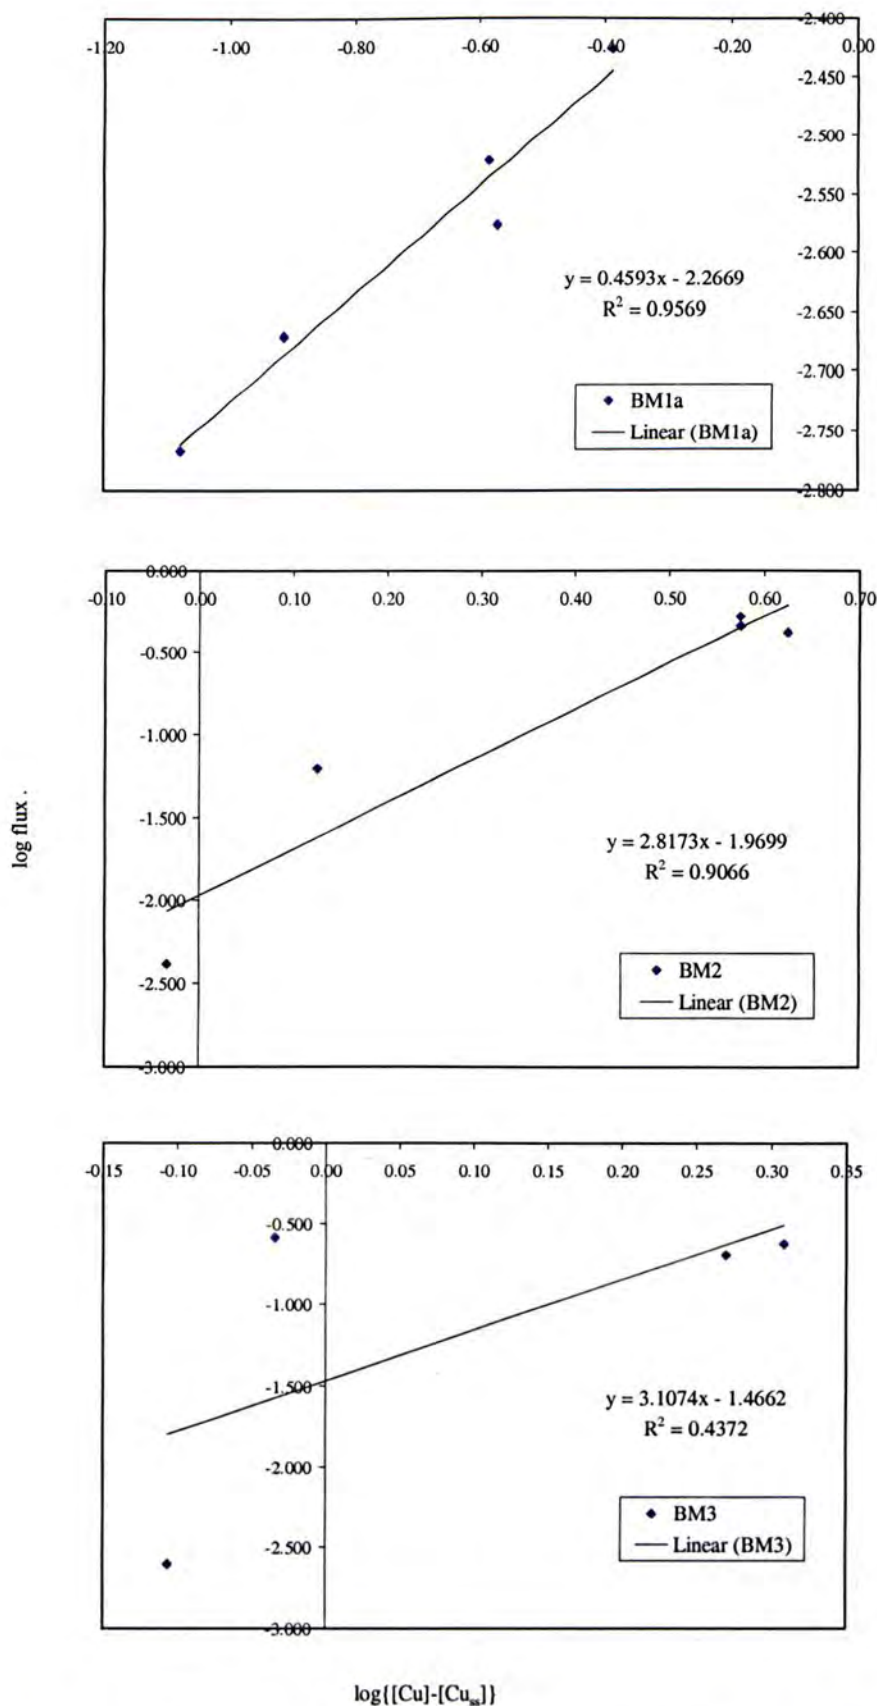 -1.20 -1.00 -0.80 -0.60 -0.40 -0.20 0.00
-2.400
-2.450
-2.500
-2.550
-2.600
-2.650
-2.700
-2.750
-2.800
y = 0.4593x - 2.2669
R² = 0.9569
BM1a
Linear (BM1a)
0.000
-0.10 0.00 0.10 0.20 0.30 0.40 0.50 0.60 0.70
-0.500
-1.000
-1.500
-2.000
-2.500
-3.000
y = 2.8173x - 1.9699
R² = 0.9066
BM2
Linear (BM2)
log flux .
0.000
-0.15 -0.10 -0.05 0.00 0.05 0.10 0.15 0.20 0.25 0.30 0.35
-0.500
-1.000
-1.500
-2.000
-2.500
-3.000
y = 3.1074x - 1.4662
R² = 0.4372
BM3
Linear (BM3)
log{[Cu]-[Cu_ss]}